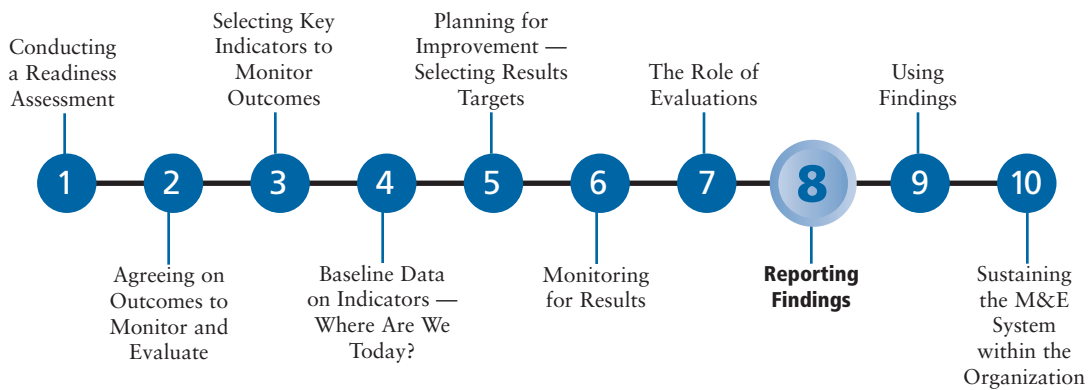 Conducting
a Readiness
Assessment
Selecting Key
Indicators to
Monitor
Outcomes
Planning for
Improvement —
Selecting Results
Targets
The Role of
Evaluations
Using
Findings
1
2
3
4
5
6
7
8
9
10
Agreeing on
Outcomes to
Monitor and
Evaluate
Baseline Data
on Indicators —
Where Are We
Today?
Monitoring
for Results
Reporting
Findings
Sustaining
the M&E
System
within the
Organization